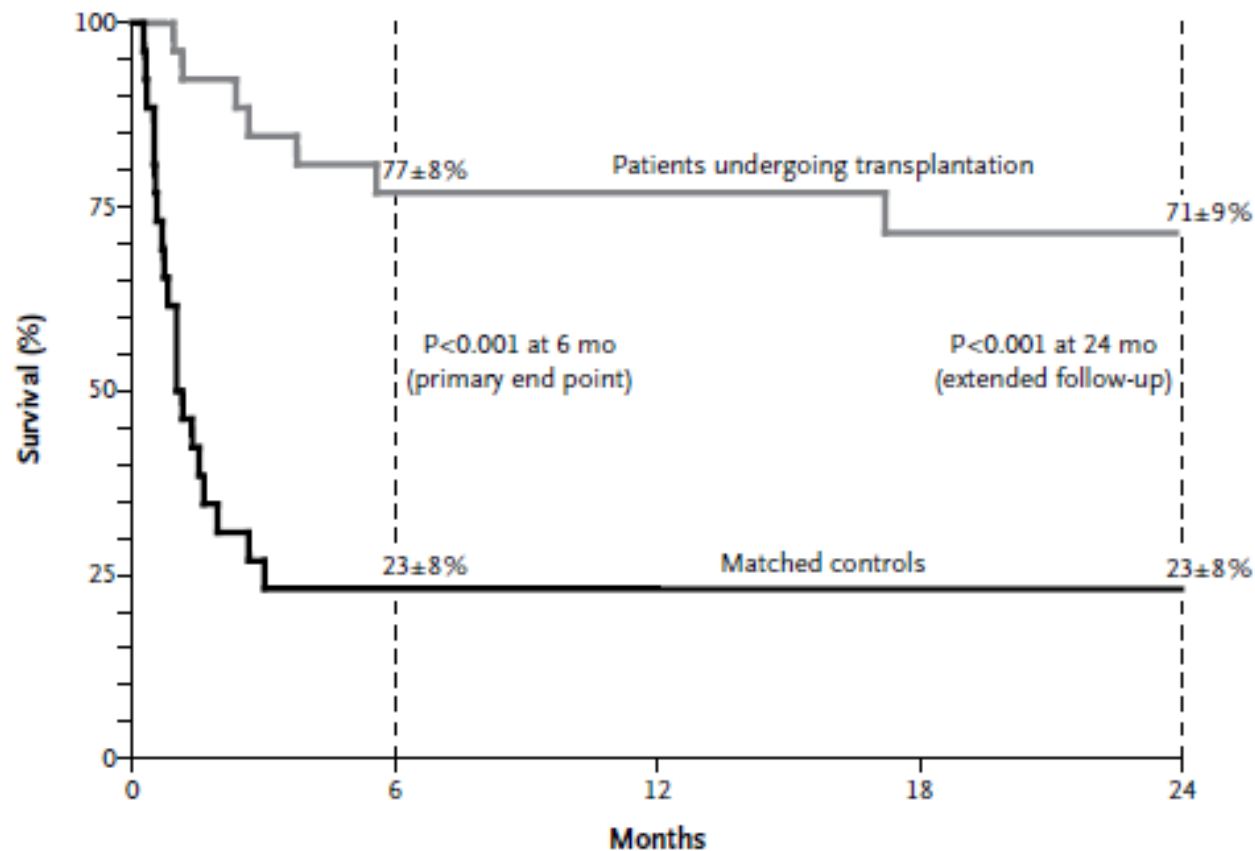 100
77±8%
Patients undergoing transplantation
75
71±9%
Survival (%)
P<0.001 at 6 mo
(primary end point)
P<0.001 at 24 mo
(extended follow-up)
50
25
23±8%
Matched controls
23±8%
0
0
6
12
18
24
Months